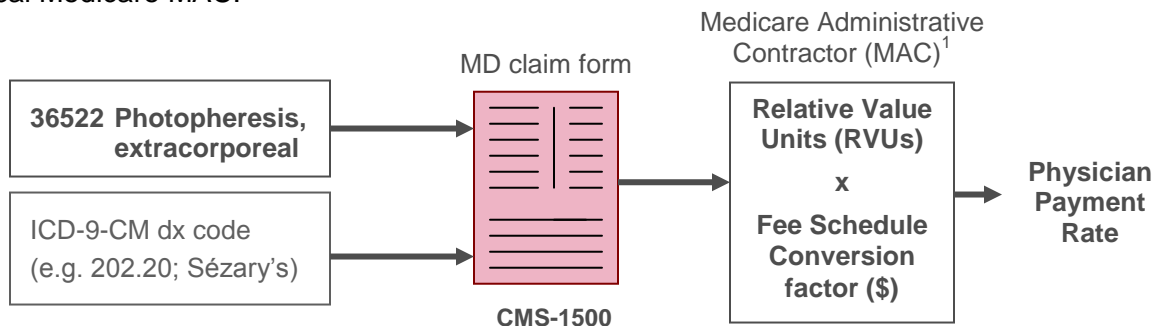 Medicare MAC.
Medicare Administrative
Contractor (MAC)1
MD claim form
36522 Photopheresis,
extracorporeal
ICD-9-CM dx code
(e.g. 202.20; Sézary's)
CMS-1500
Relative Value
Units (RVUs)
x
Fee Schedule
Conversion
factor ($)
Physician
Payment
Rate